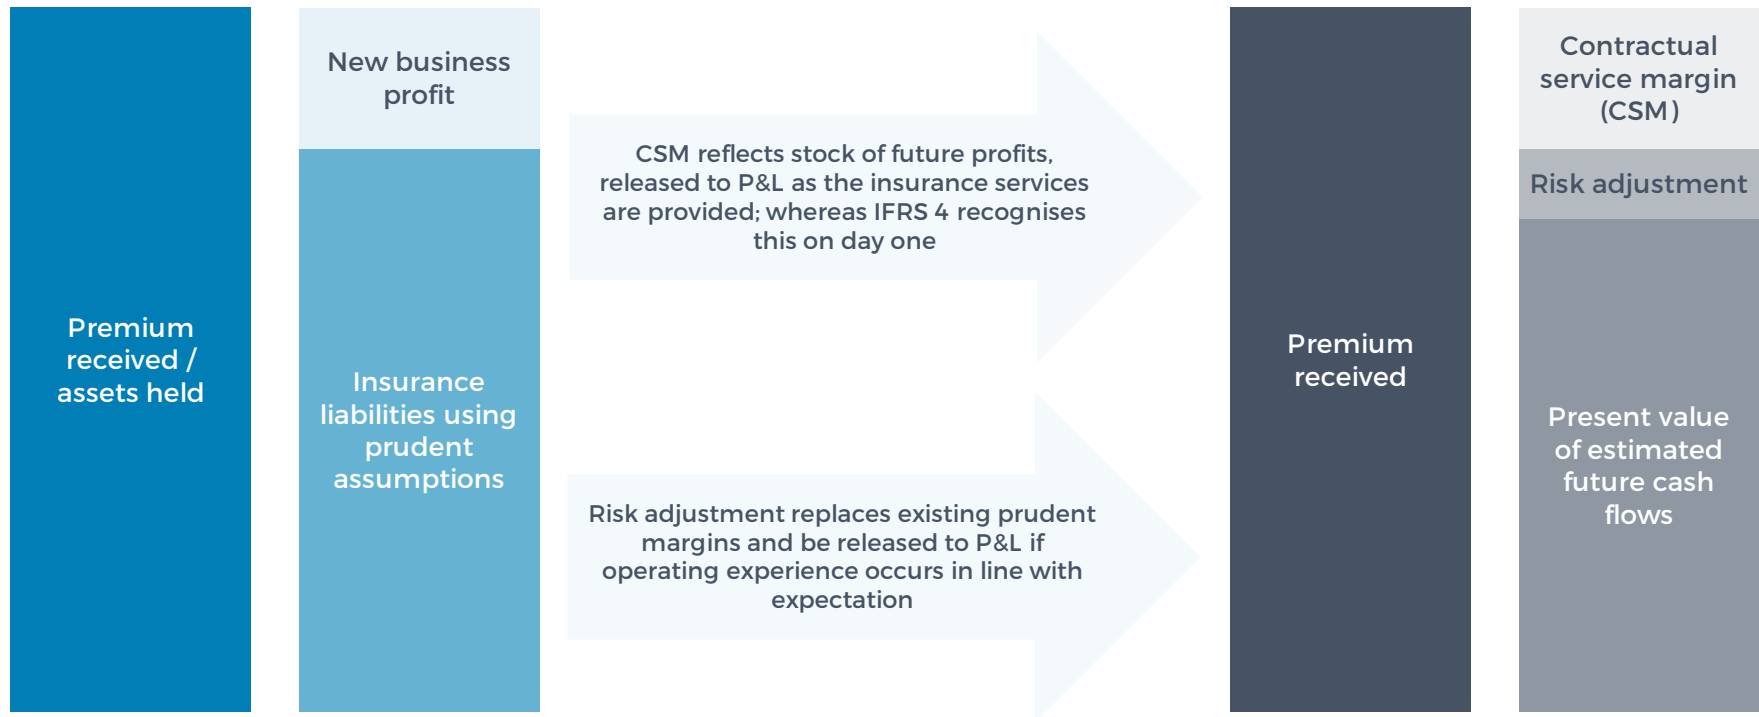 Premium
received /
assets held
New business
profit
Insurance
liabilities using
prudent
assumptions
CSM reflects stock of future profits,
released to P&L as the insurance services
are provided; whereas IFRS 4 recognises
this on day one
Risk adjustment replaces existing prudent
margins and be released to P&L if
operating experience occurs in line with
expectation
Premium
received
Contractual
service margin
(CSM)
Risk adjustment
Present value
of estimated
future cash
flows